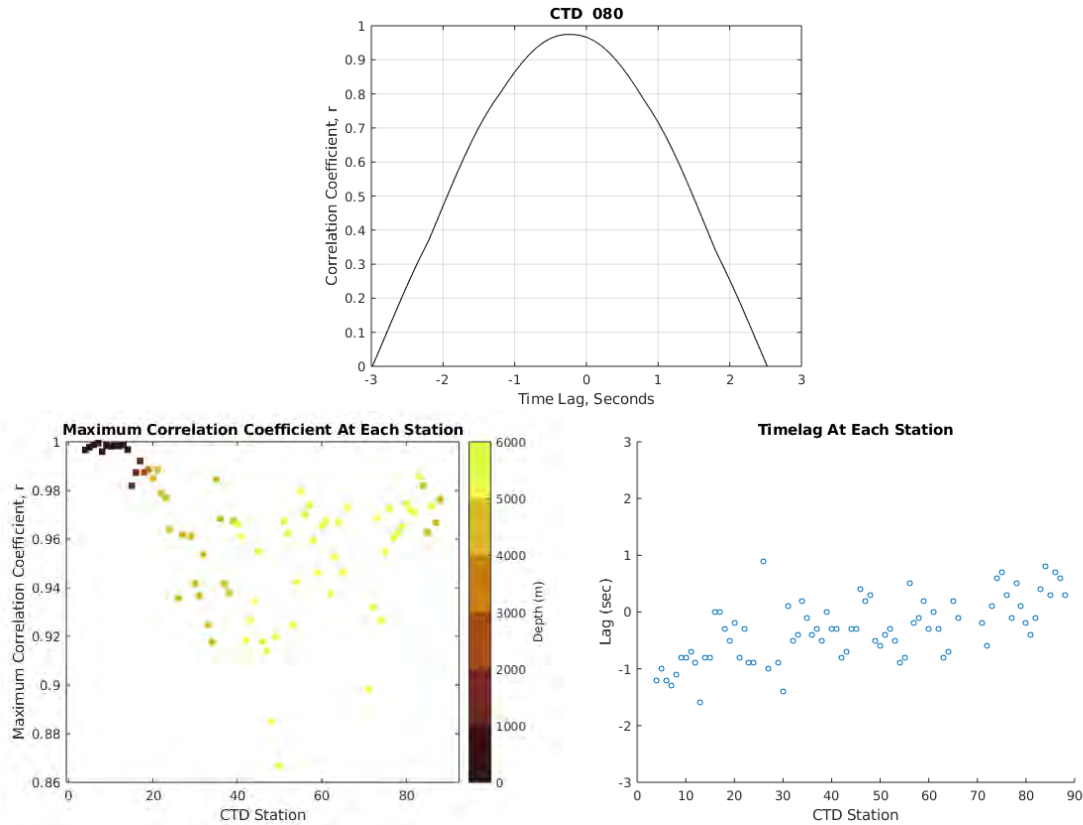 CTD 080
Correlation Coefficient, r
1
0.9
0.8
0.7
0.6
0.5
0.4
0.3
0.2
0.1
0
-3 -2 -1 0 1 2 3
Time Lag, Seconds
Maximum Correlation Coefficient At Each Station
Maximum Correlation Coefficient, r
1
0.98
0.96
0.94
0.92
0.9
0.88
0.86
0 20 40 60 80
CTD Station
6000
5000
4000
3000
2000
1000
0
Depth (m)
Timelag At Each Station
Lag (sec)
3
2
1
0
-1
-2
-3
0 10 20 30 40 50 60 70 80 90
CTD Station